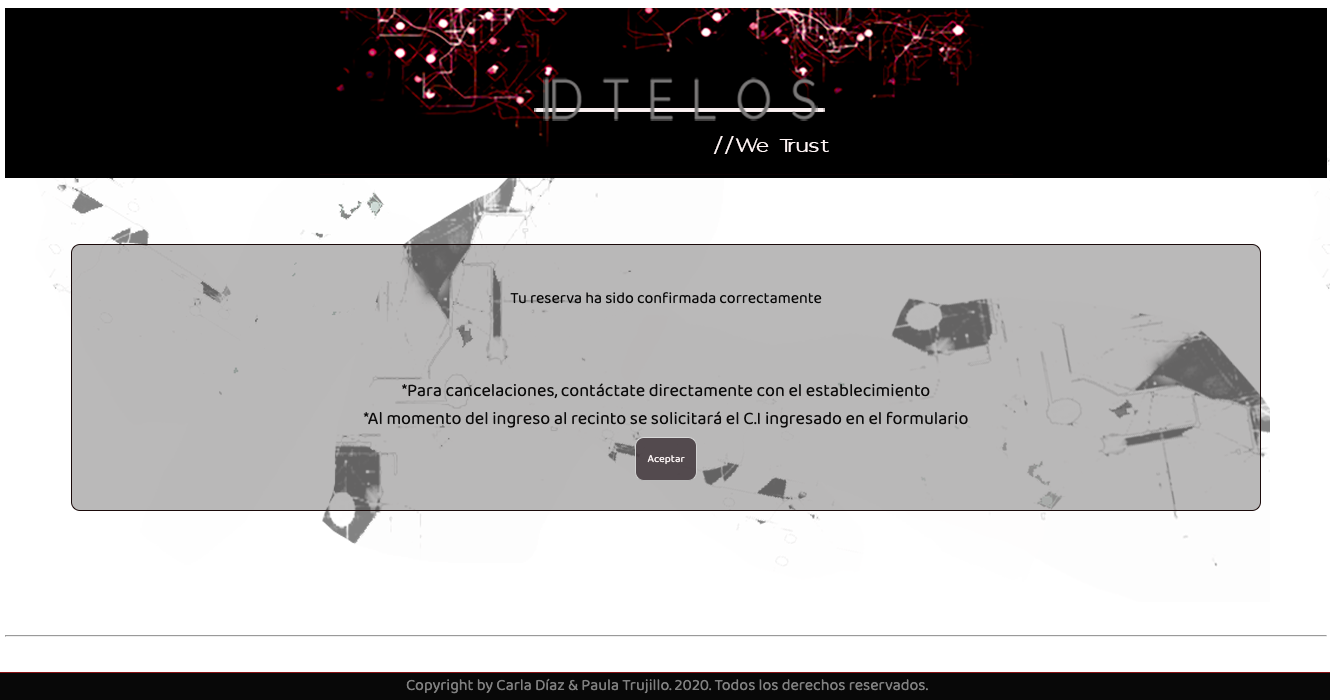 IDTELOS
//We Trust
Tu reserva ha sido confirmada correctamente
*Para cancelaciones, contáctate directamente con el establecimiento
*Al momento del ingreso al recinto se solicitará el C.I ingresado en el formulario
Aceptar
Copyright by Carla Díaz & Paula Trujillo. 2020. Todos los derechos reservados.